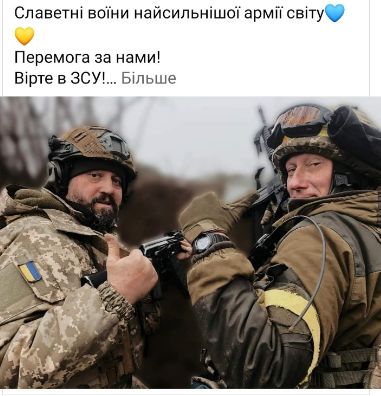 Славетні воїни найсильнішої армії світу💙
💛
Перемога за нами!
Вірте в ЗСУ!... Більше